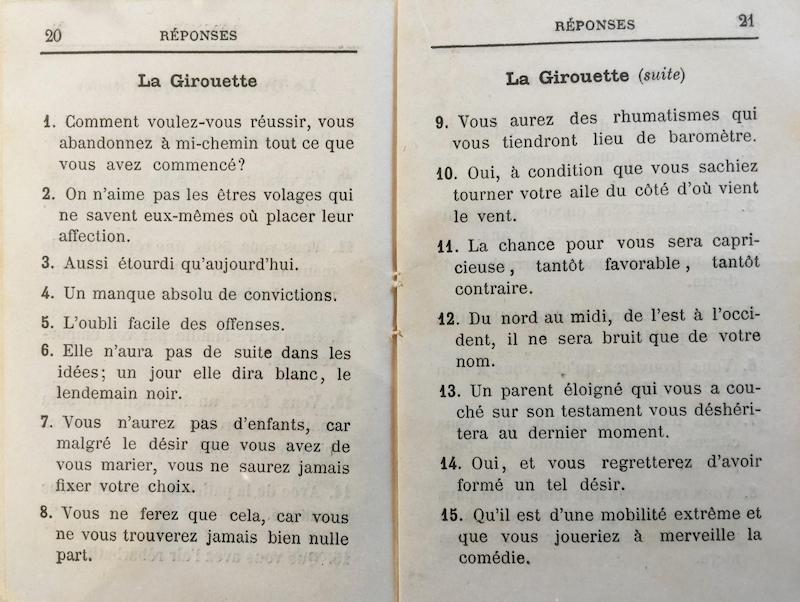 20 RÉPONSES
La Girouette
1. Comment voulez-vous réussir, vous
abandonnez à mi-chemin tout ce que
vous avez commencé?
2. On n'aime pas les êtres volages qui
ne savent eux-mêmes où placer leur
affection.
3. Aussi étourdi qu'aujourd'hui.
4. Un manque absolu de convictions.
5. L'oubli facile des offenses.
6. Elle n'aura pas de suite dans les
idées; un jour elle dira blanc, le
lendemain noir.
7. Vous n'aurez pas d'enfants, car
malgré le désir que vous avez de
vous marier, vous ne saurez jamais
fixer votre choix.
8. Vous ne ferez que cela, car vous
ne vous trouverez jamais bien nulle
part.
RÉPONSES 21
La Girouette (suite)
9. Vous aurez des rhumatismes qui
vous tiendront lieu de baromètre.
10. Oui, à condition que vous sachiez
tourner votre aile du côté d'où vient
le vent.
11. La chance pour vous sera capri-
cieuse, tantôt favorable, tantôt
contraire.
12. Du nord au midi, de l'est à l'occi-
dent, il ne sera bruit que de votre
nom.
13. Un parent éloigné qui vous a cou-
ché sur son testament vous déshéri-
tera au dernier moment.
14. Oui, et vous regretterez d'avoir
formé un tel désir.
15. Qu'il est d'une mobilité extrême et
que vous joueriez à merveille la
comédie.